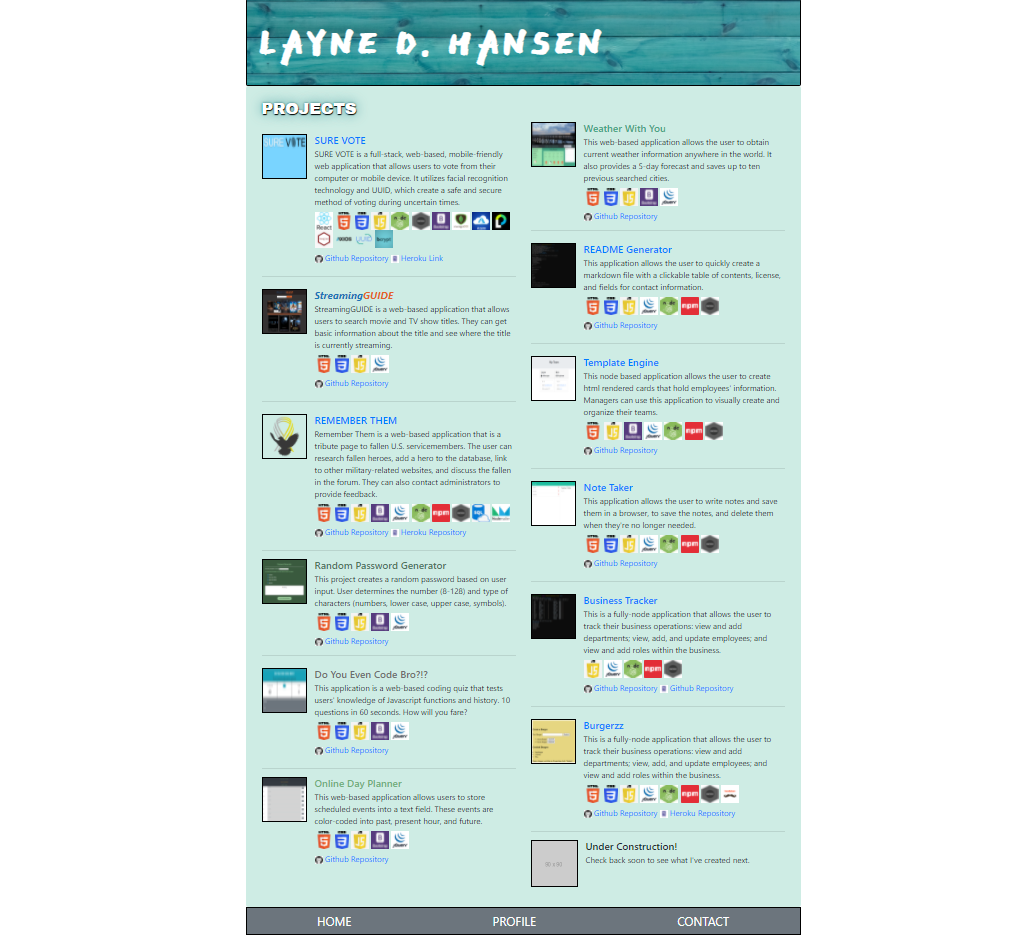 LAYNE D. HANSEN
PROJECTS
SURE VOTE
SURE VOTE
SURE VOTE is a full-stack, web-based, mobile-friendly
web application that allows users to vote from their
computer or mobile device. It utilizes facial recognition
technology and UUID, which create a safe and secure
method of voting during uncertain times.
Github Repository Heroku Link
StreamingGUIDE
StreamingGUIDE is a web-based application that allows
users to search movie and TV show titles. They can get
basic information about the title and see where the title
is currently streaming.
Github Repository
REMEMBER THEM
Remember Them is a web-based application that is a
tribute page to fallen U.S. servicemembers. The user can
research fallen heroes, add a hero to the database, link
to other military-related websites, and discuss the fallen
in the forum. They can also contact administrators to
provide feedback.
Github Repository Heroku Repository
Random Password Generator
This project creates a random password based on user
input. User determines the number (8-128) and type of
characters (numbers, lower case, upper case, symbols).
Github Repository
Do You Even Code Bro?!?
This application is a web-based coding quiz that tests
users' knowledge of Javascript functions and history. 10
questions in 60 seconds. How will you fare?
Github Repository
Online Day Planner
This web-based application allows users to store
scheduled events into a text field. These events are
color-coded into past, present hour, and future.
Github Repository
Weather With You
This web-based application allows the user to obtain
current weather information anywhere in the world. It
also provides a 5-day forecast and saves up to ten
previous searched cities.
Github Repository
README Generator
This application allows the user to quickly create a
markdown file with a clickable table of contents, license,
and fields for contact information.
Github Repository
Template Engine
This node based application allows the user to create
html rendered cards that hold employees' information.
Managers can use this application to visually create and
organize their teams.
Github Repository
Note Taker
This application allows the user to write notes and save
them in a browser, to save the notes, and delete them
when they're no longer needed.
Github Repository
Business Tracker
This is a fully-node application that allows the user to
track their business operations: view and add
departments; view, add, and update employees; and
view and add roles within the business.
Github Repository Github Repository
Burgerzz
This is a fully-node application that allows the user to
track their business operations: view and add
departments; view, add, and update employees; and
view and add roles within the business.
Github Repository Heroku Repository
Under Construction!
Check back soon to see what I've created next.
HOME PROFILE CONTACT